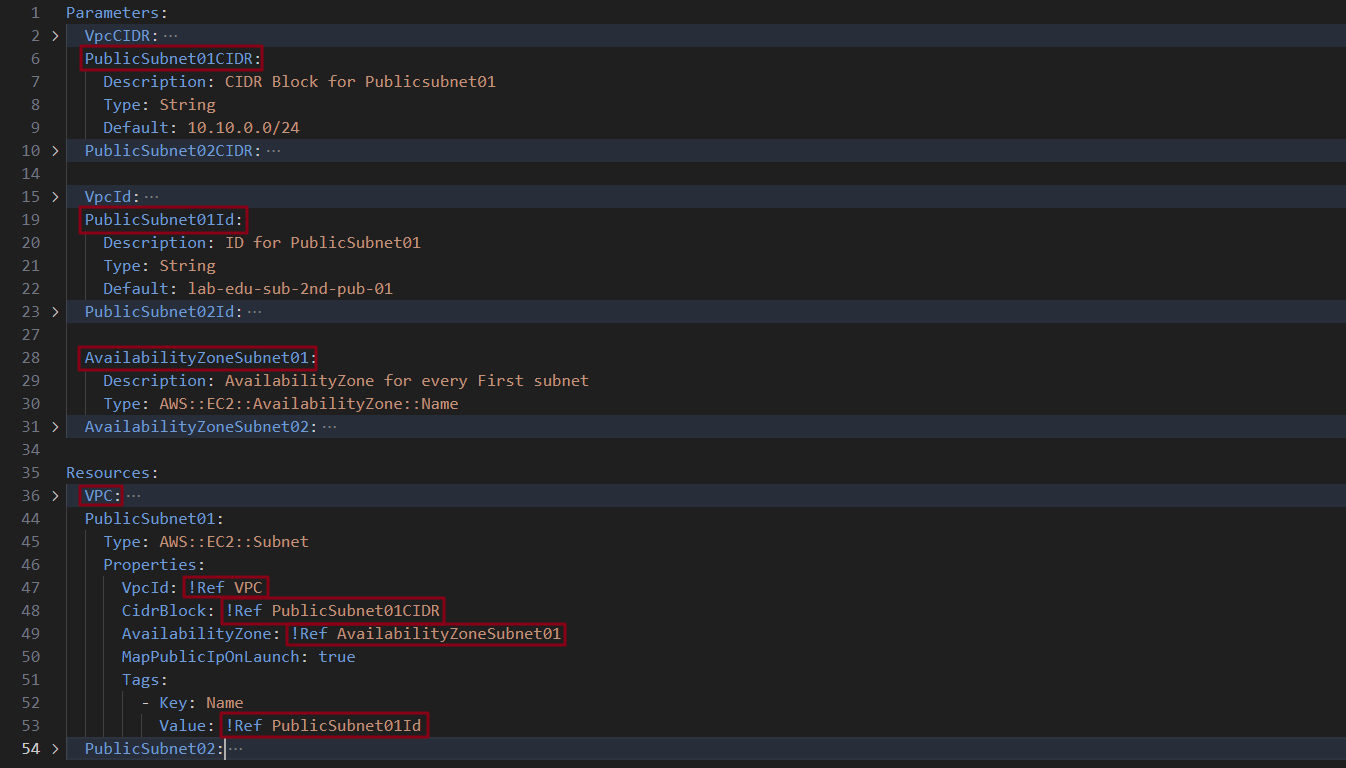 1 Parameters:
2 > VpcCIDR: ···
6 PublicSubnet01CIDR:
7 Description: CIDR Block for Publicsubnet01
8 Type: String
9 Default: 10.10.0.0/24
10 > PublicSubnet02CIDR: ···
14
15 > VpcId: ···
19 PublicSubnet01Id:
20 Description: ID for PublicSubnet01
21 Type: String
22 Default: lab-edu-sub-2nd-pub-01
23 > PublicSubnet02Id: ···
27
28 AvailabilityZoneSubnet01:
29 Description: AvailabilityZone for every First subnet
30 Type: AWS::EC2::AvailabilityZone::Name
31 > AvailabilityZoneSubnet02: ···
34
35 Resources:
36 > VPC: ···
44 PublicSubnet01:
45 Type: AWS::EC2::Subnet
46 Properties:
47 VpcId: !Ref VPC
48 CidrBlock: !Ref PublicSubnet01CIDR
49 AvailabilityZone: !Ref AvailabilityZoneSubnet01
50 MapPublicIpOnLaunch: true
51 Tags:
52 - Key: Name
53 Value: !Ref PublicSubnet01Id
54 > PublicSubnet02: ···